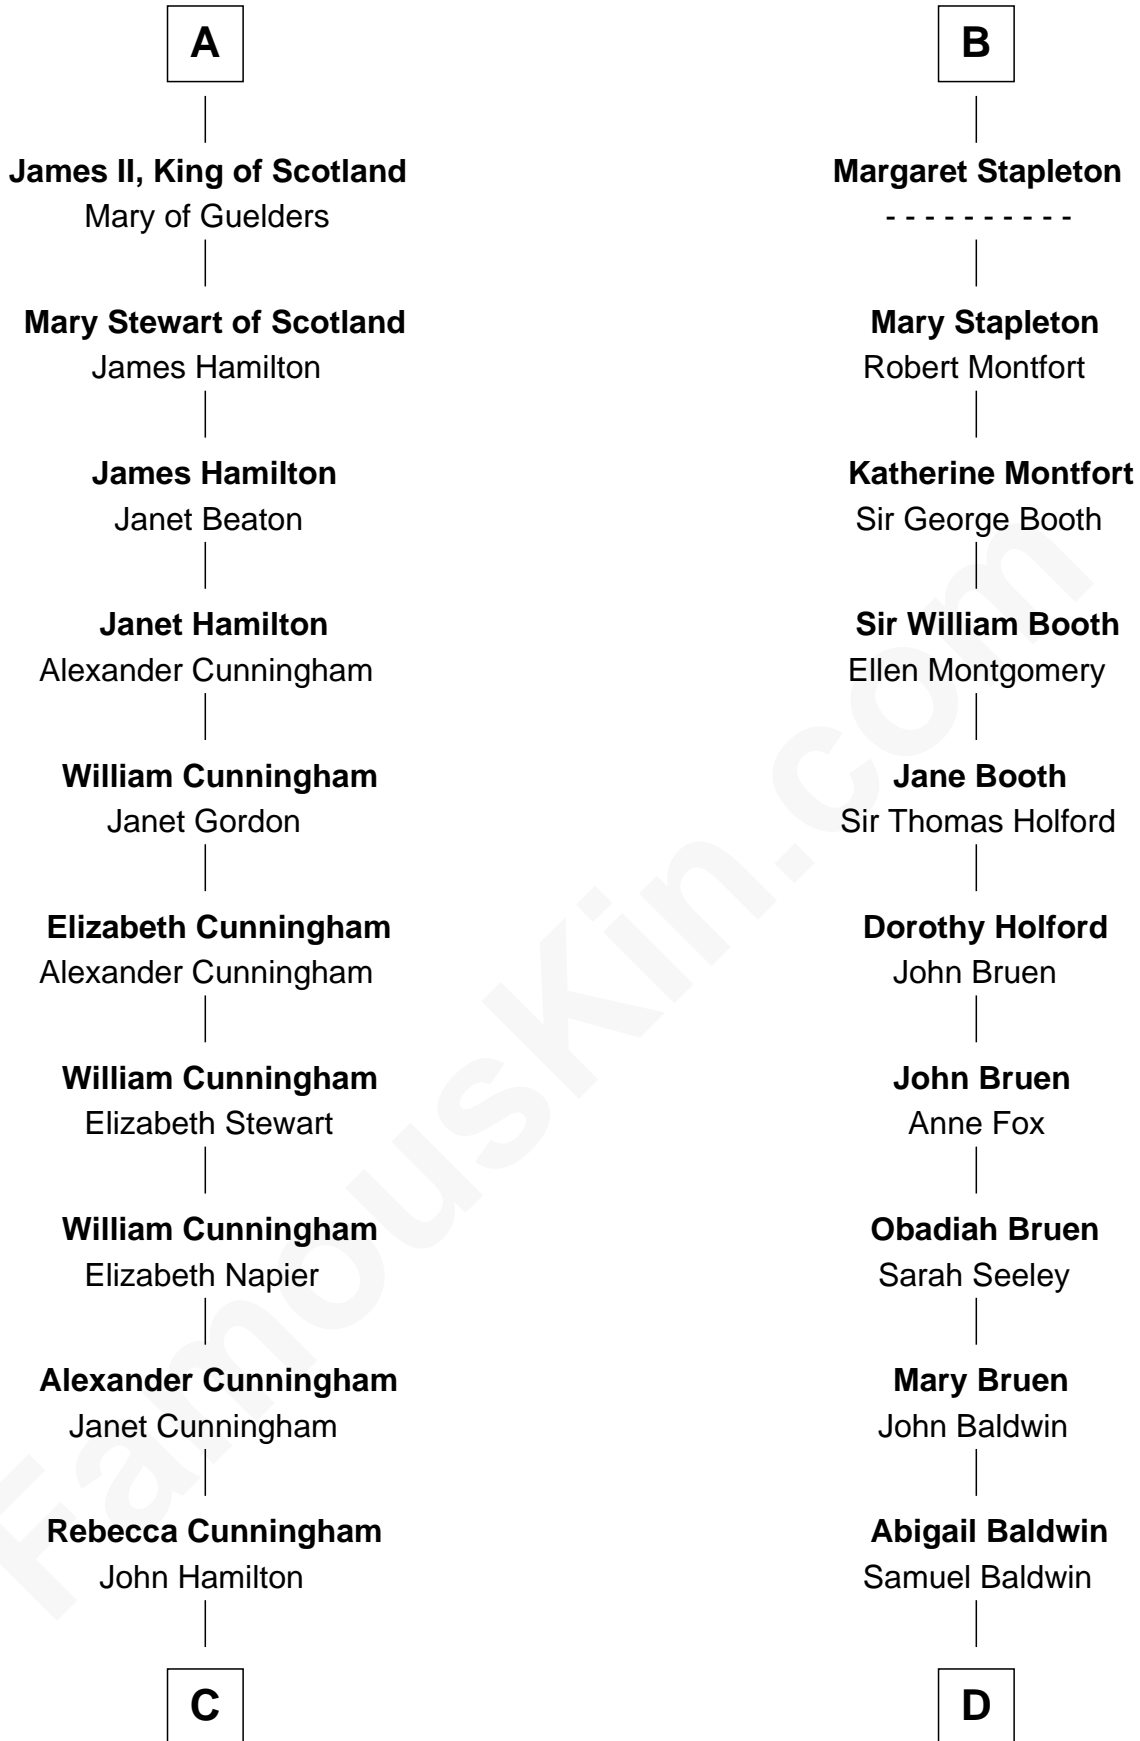 A
James II, King of Scotland
Mary of Guelders
Mary Stewart of Scotland
James Hamilton
James Hamilton
Janet Beaton
Janet Hamilton
Alexander Cunningham
William Cunningham
Janet Gordon
Elizabeth Cunningham
Alexander Cunningham
William Cunningham
Elizabeth Stewart
William Cunningham
Elizabeth Napier
Alexander Cunningham
Janet Cunningham
Rebecca Cunningham
John Hamilton
C
B
Margaret Stapleton
- - - - - - - - - -
Mary Stapleton
Robert Montfort
Katherine Montfort
Sir George Booth
Sir William Booth
Ellen Montgomery
Jane Booth
Sir Thomas Holford
Dorothy Holford
John Bruen
John Bruen
Anne Fox
Obadiah Bruen
Sarah Seeley
Mary Bruen
John Baldwin
Abigail Baldwin
Samuel Baldwin
D
FamousKin.com